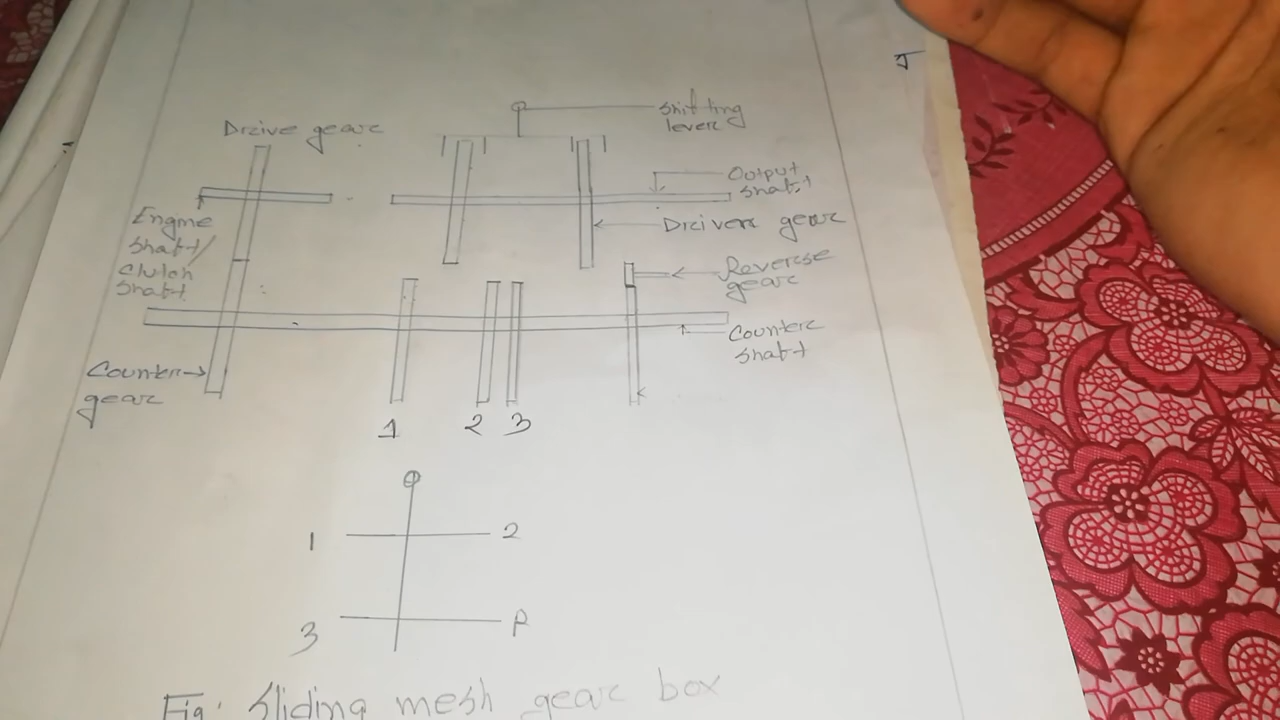 Drive gear
Shifting
lever
Output
shaft
Engine
shaft/
clutch
shaft
Driven gear
Reverse
gear
Counter
shaft
Counter
gear
1 2 3
1 2
3 R
Fig: Sliding mesh gear box